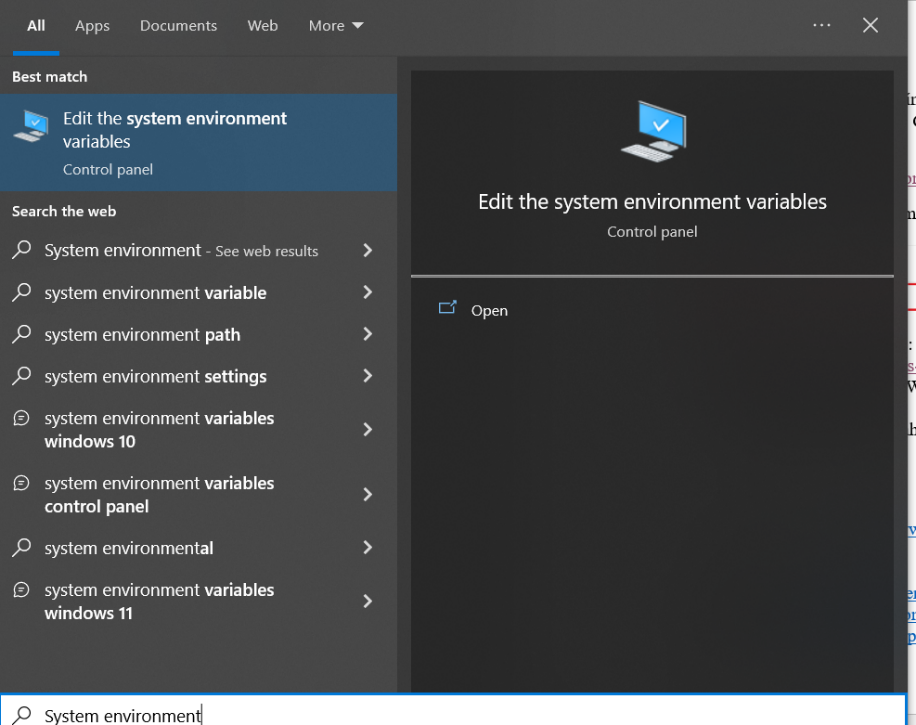 All Apps Documents Web More ...
Best match
Edit the system environment
variables
Control panel
Search the web
System environment - See web results
system environment variable
system environment path
system environment settings
system environment variables
windows 10
system environment variables
control panel
system environmental
system environment variables
windows 11
System environment
Edit the system environment variables
Control panel
Open